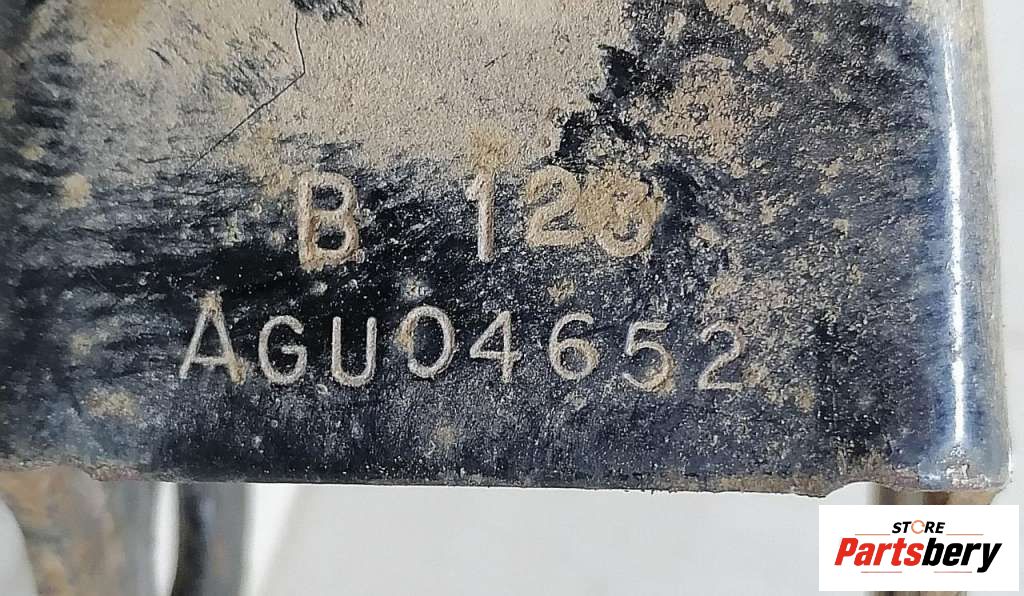 B 123
AGU04652
STORE
Partsbery